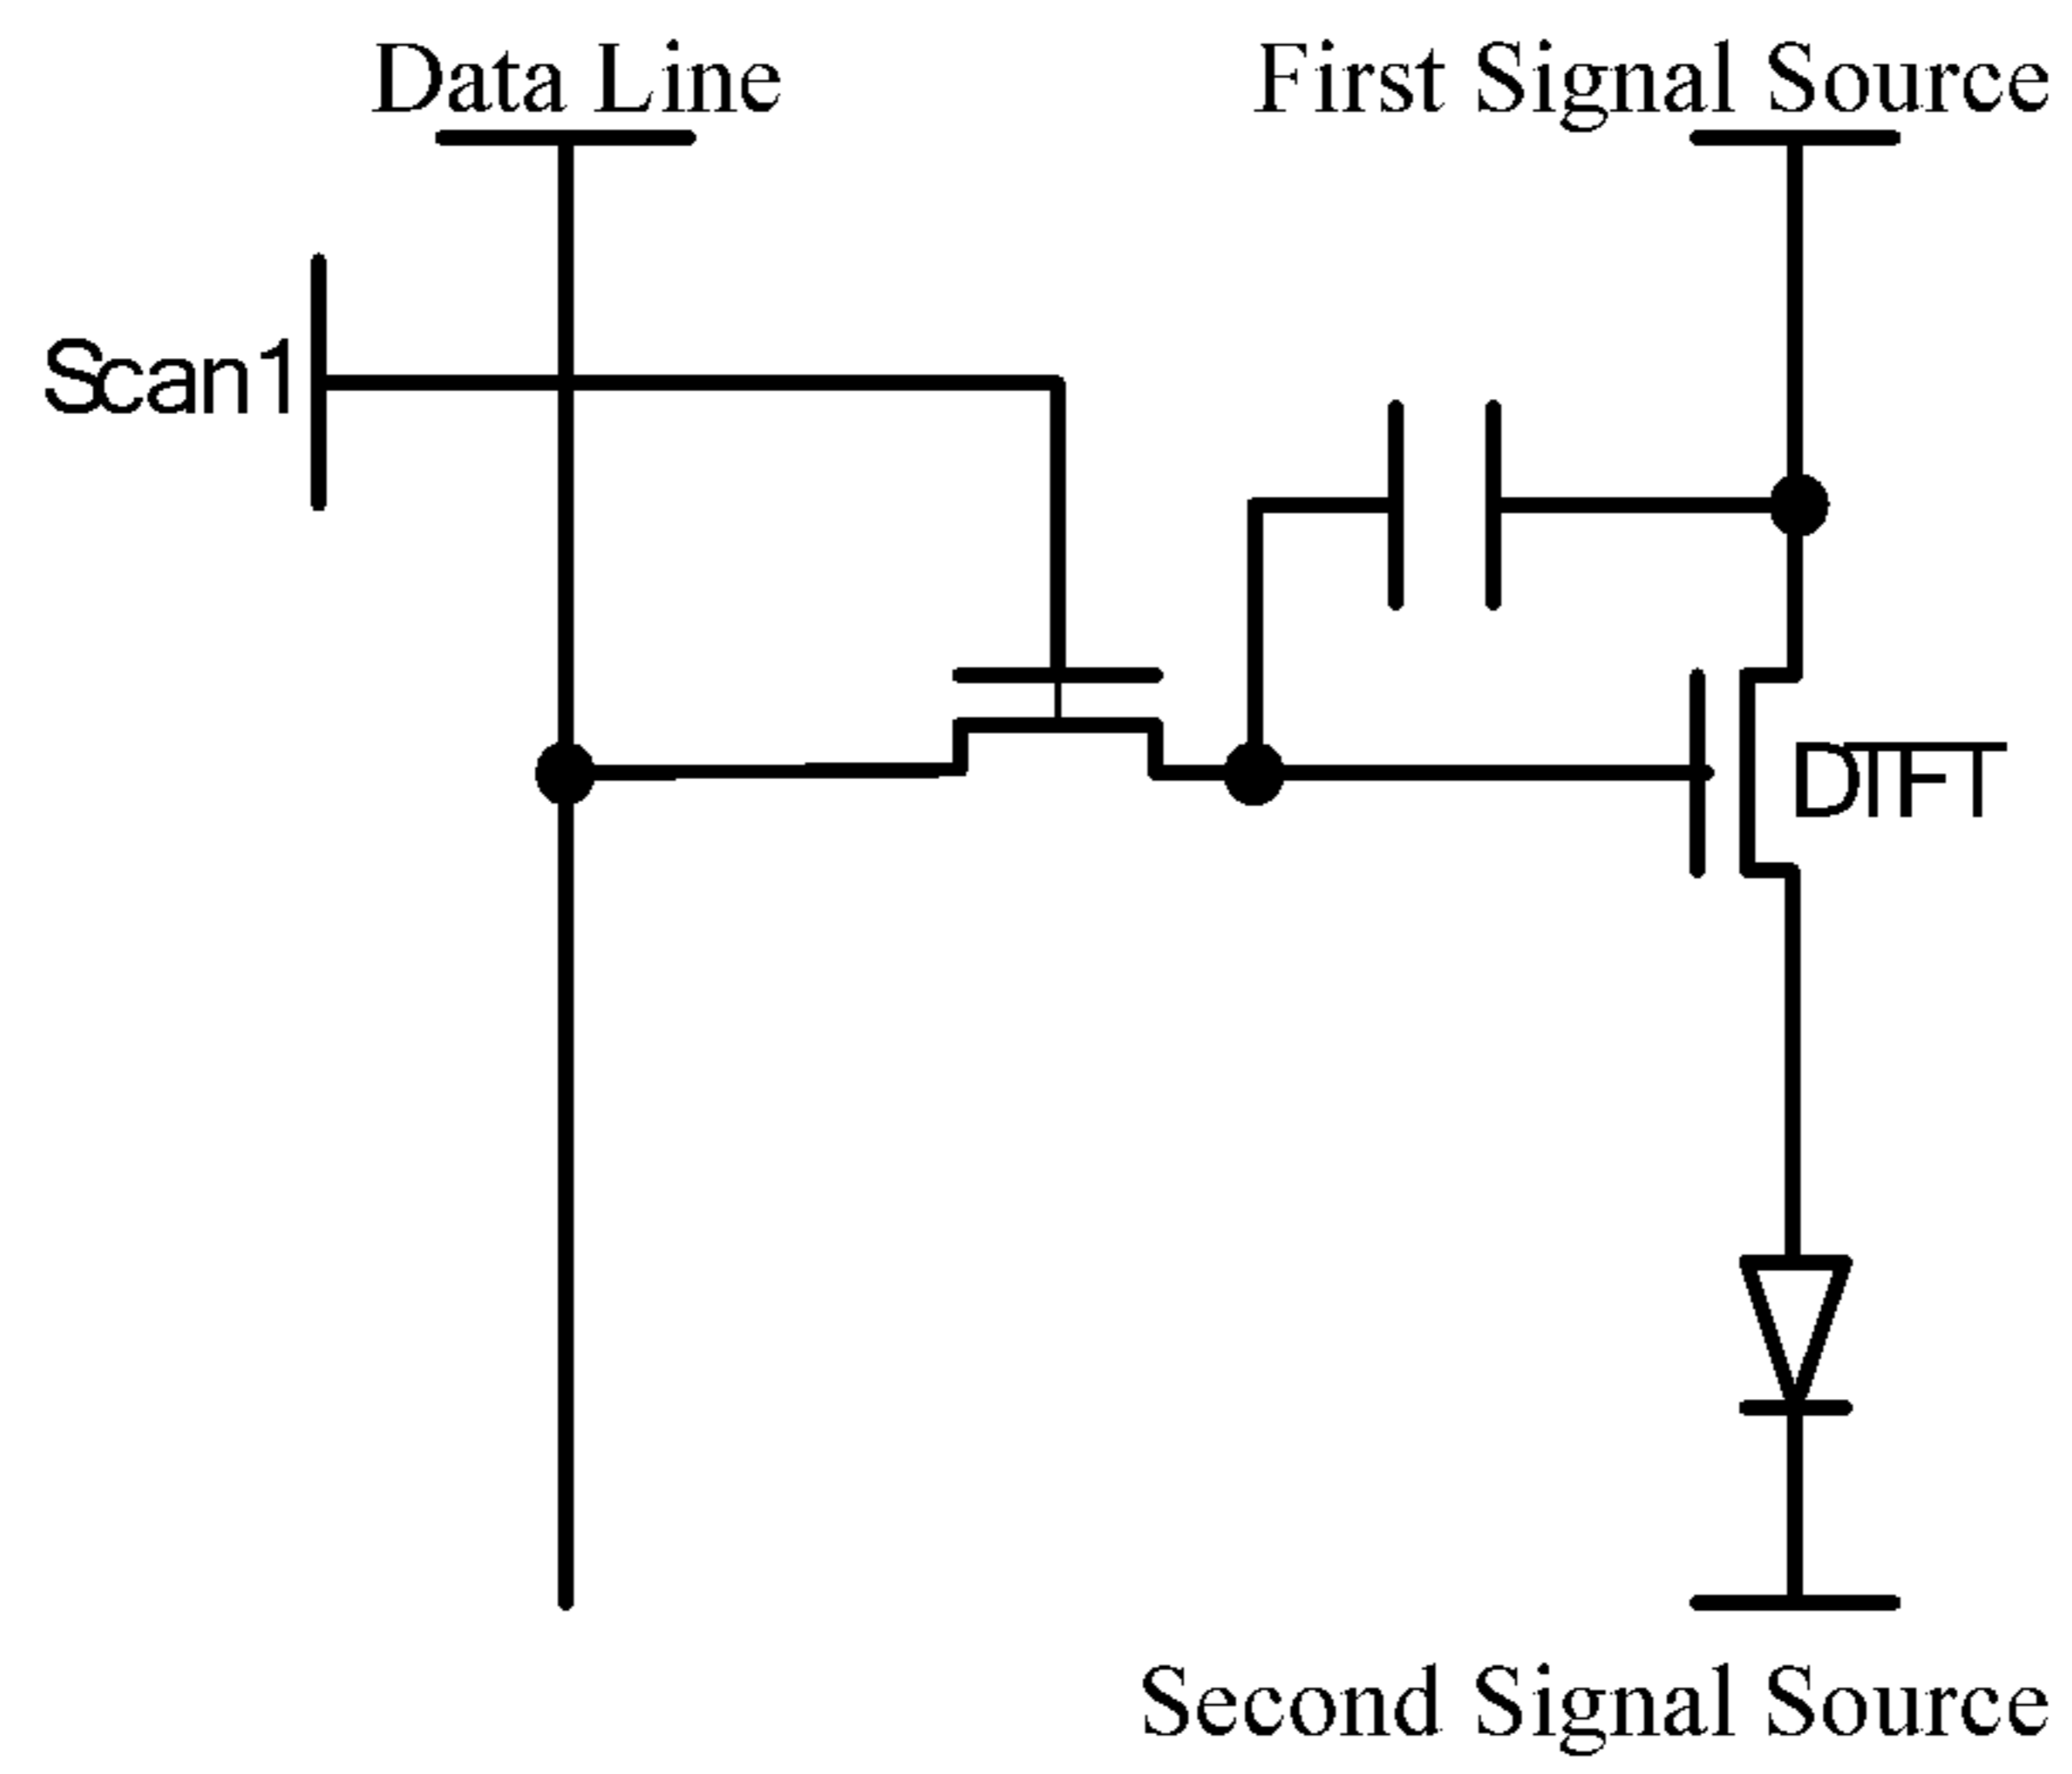 Data Line
First Signal Source
Scan1
DTFT
Second Signal Source